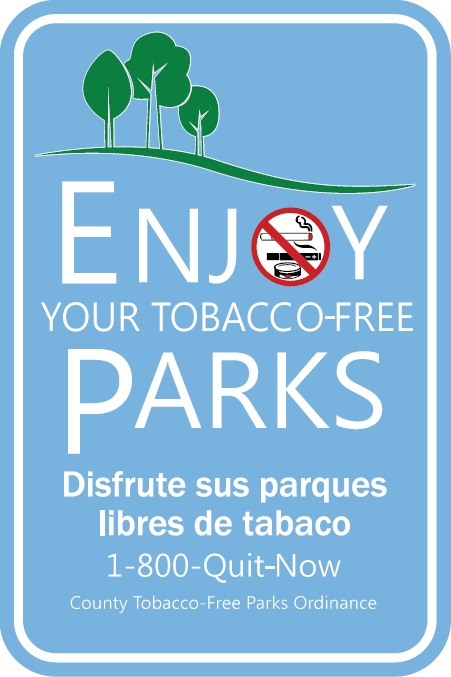 ENJOY
YOUR TOBACCO-FREE
PARKS
Disfrute sus parques
libres de tabaco
1-800-Quit-Now
County Tobacco-Free Parks Ordinance